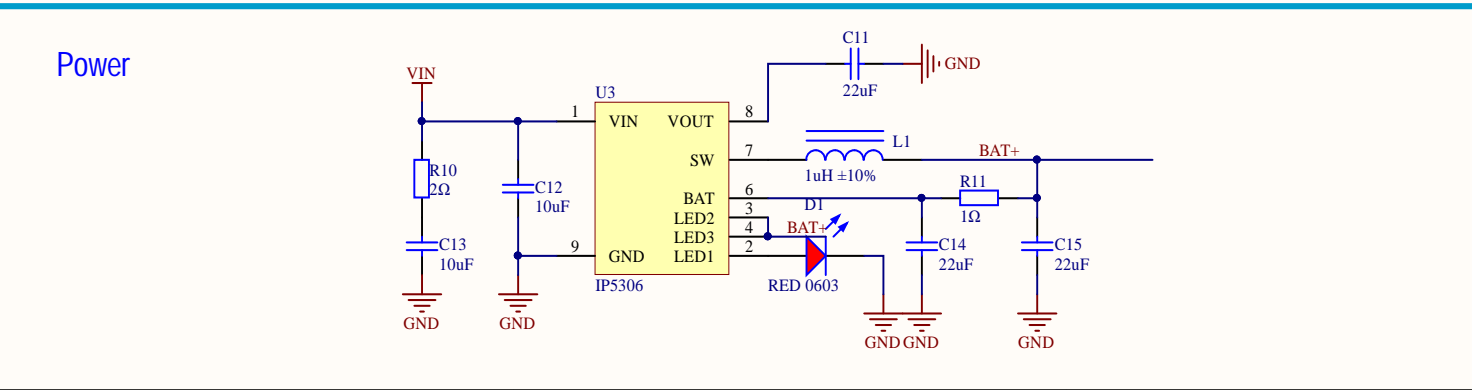 Power
VIN
R10
2Ω
C13
10uF
GND
C12
10uF
GND
U3
1 VIN VOUT 8
SW 7
BAT 6
LED2 3
LED3 4
9 GND LED1 2
IP5306
C11
22uF
GND
L1
1uH ±10%
BAT+
R11
1Ω
D1
BAT+
RED 0603
GND
C14
22uF
GND
C15
22uF
GND